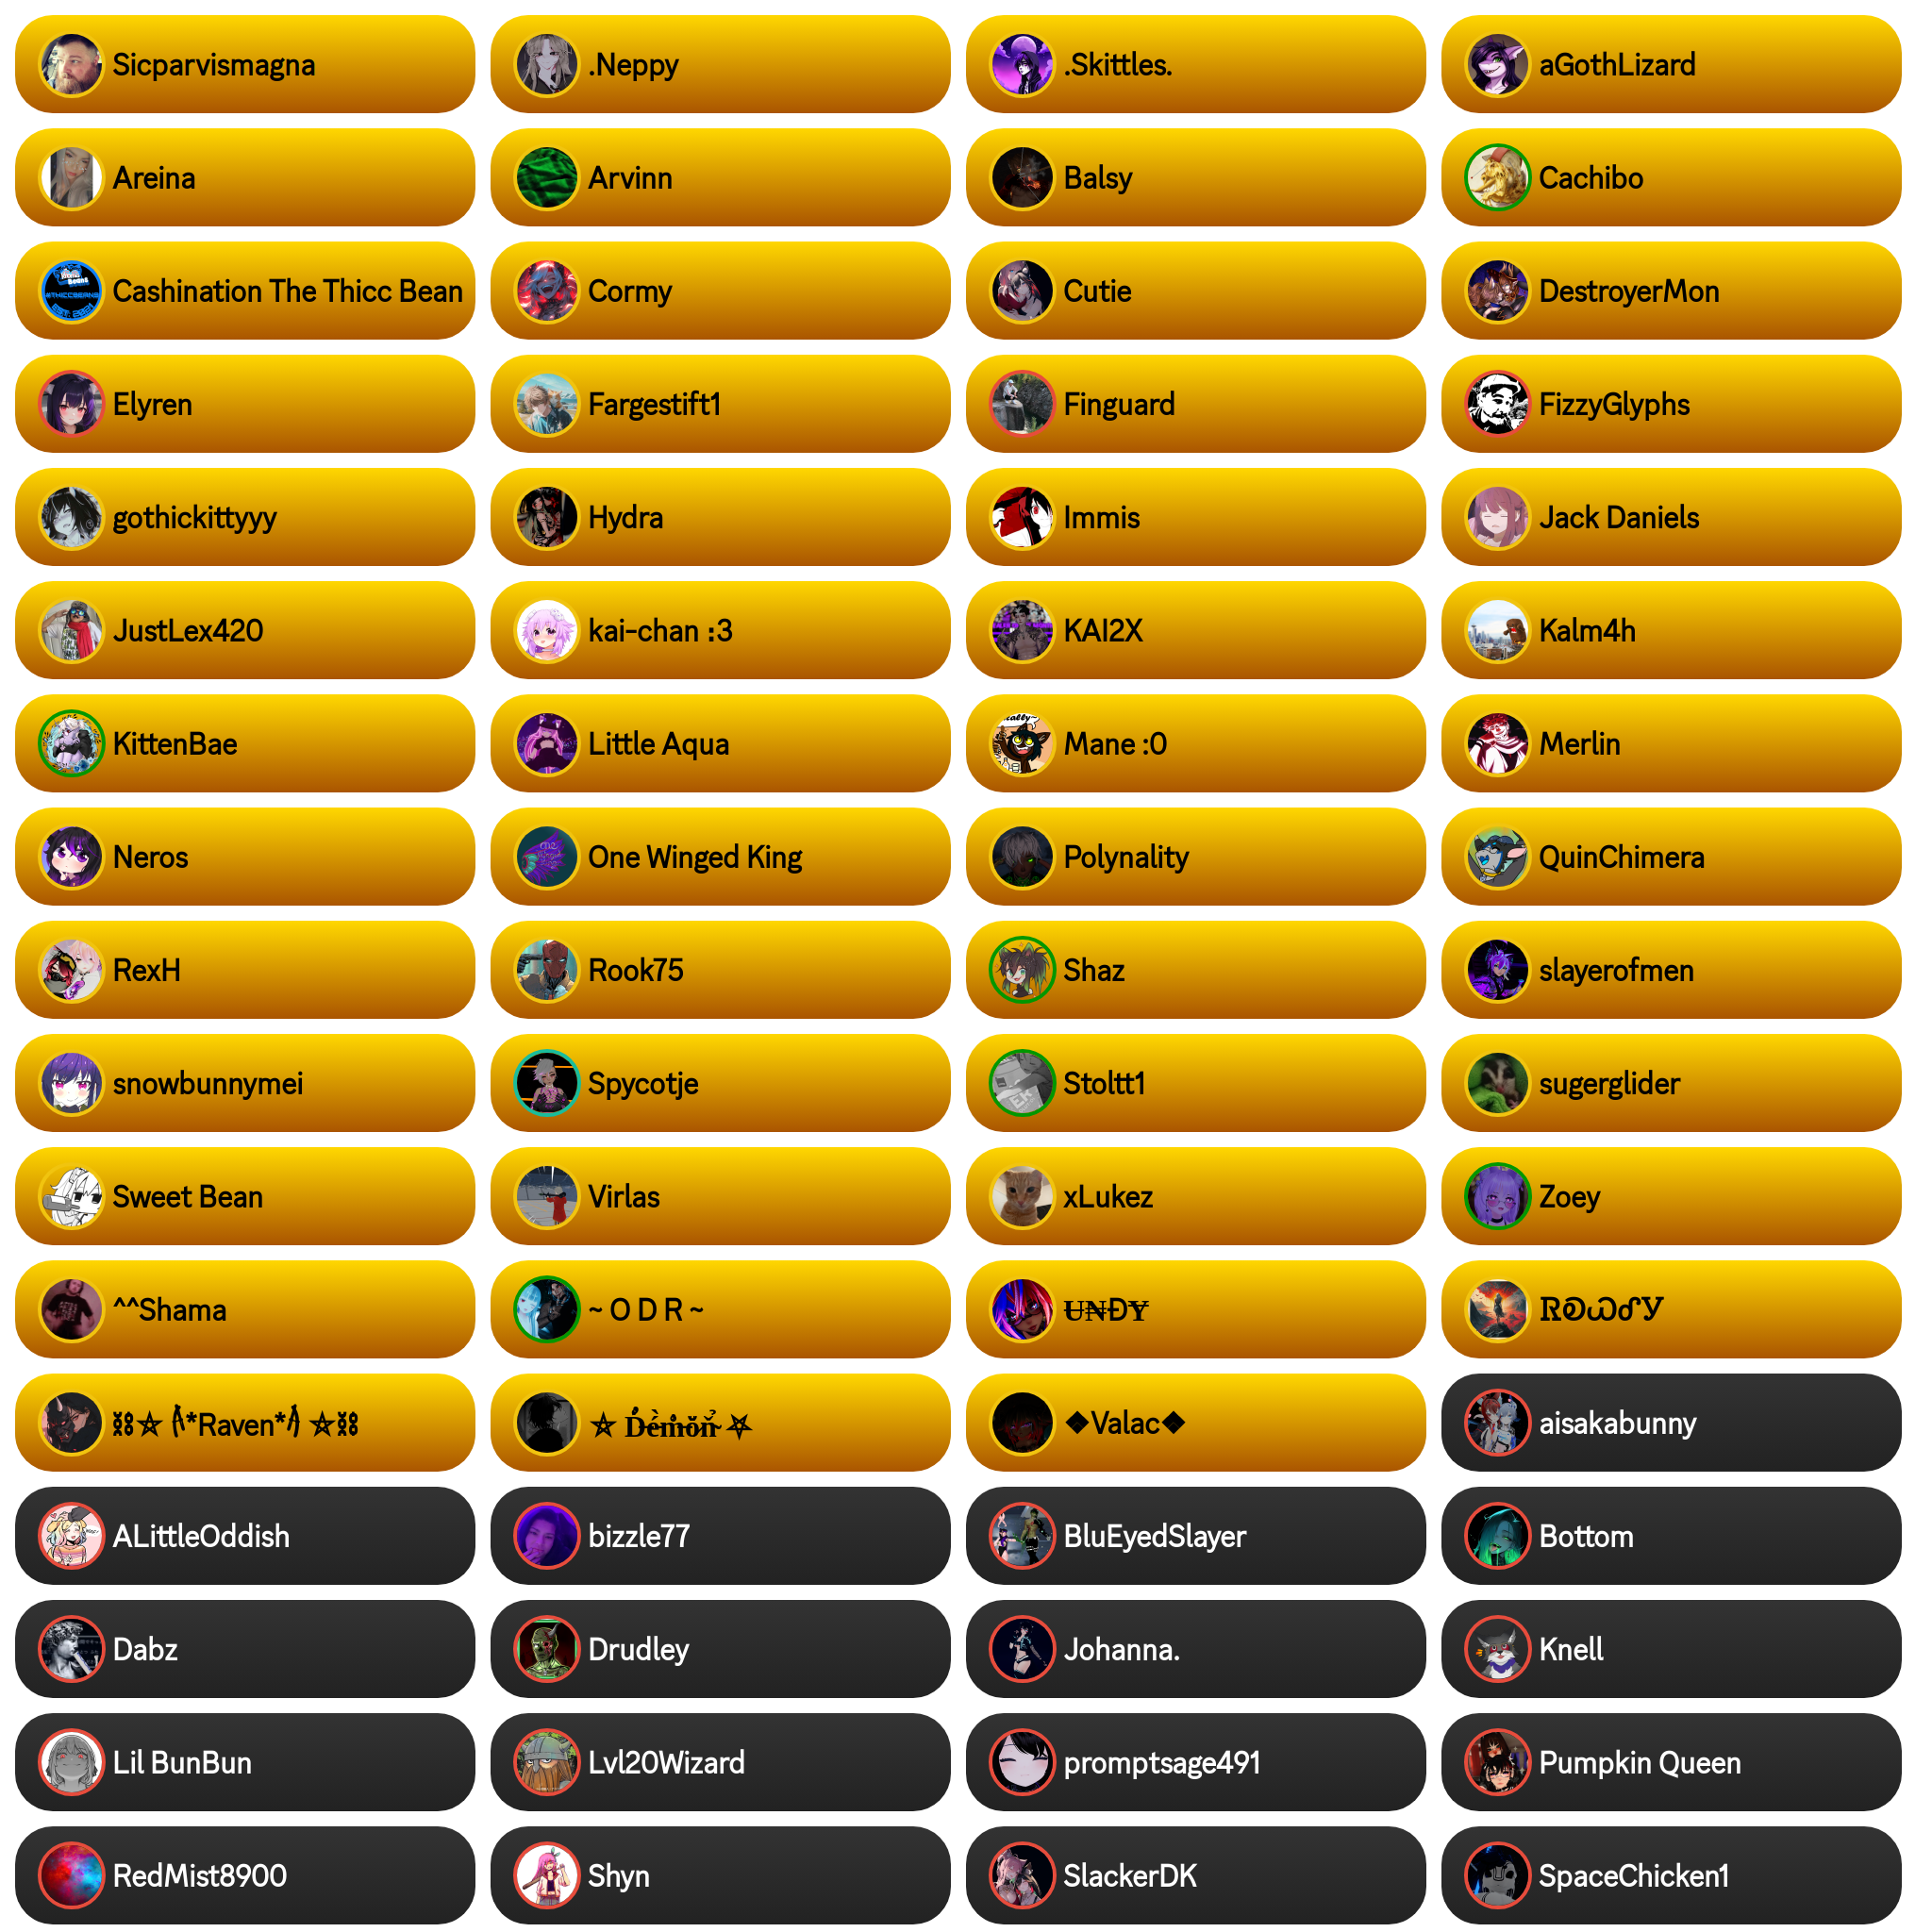 Sicparvismagna
.Neppy
.Skittles.
aGothLizard
Areina
Arvinn
Balsy
Cachibo
Cashination The Thicc Bean
Cormy
Cutie
DestroyerMon
Elyren
Fargestift1
Finguard
FizzyGlyphs
gothickittyyy
Hydra
Immis
Jack Daniels
JustLex420
kai-chan :3
KAI2X
Kalm4h
KittenBae
Little Aqua
Mane :0
Merlin
Neros
One Winged King
Polynality
QuinChimera
RexH
Rook75
Shaz
slayerofmen
snowbunnymei
Spycotje
Stoltt1
sugerglider
Sweet Bean
Virlas
xLukez
Zoey
^^Shama
~ O D R ~
UNĐY
ᏒᎧᏇᎴᎩ
⛓⛤ *Raven* ⛤⛓
⛤ Demon ⛧
◆Valac◆
aisakabunny
ALittleOddish
bizzle77
BluEyedSlayer
Bottom
Dabz
Drudley
Johanna.
Knell
Lil BunBun
Lvl20Wizard
promptsage491
Pumpkin Queen
RedMist8900
Shyn
SlackerDK
SpaceChicken1